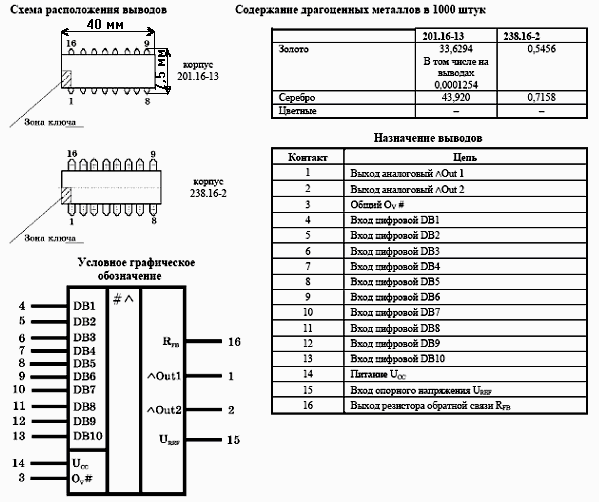 Схема расположения выводов
40 мм
16 9
7,5 мм
корпус
201.16-13
1 8
Зона ключа
16 9
корпус
238.16-2
1 8
Зона ключа
Условное графическое
обозначение
#^
4 DB1
5 DB2
6 DB3
7 DB4
8 DB5
9 DB6
10 DB7
11 DB8
12 DB9
13 DB10
14 UCC
3 OV#
RFB 16
^Out1 1
^Out2 2
UREF 15
Содержание драгоценных металлов в 1000 штук
201.16-13 238.16-2
Золото 33,6294 0,5456
В том числе на
выводах
0,0001254
Серебро 43,920 0,7158
Цветные – –
Назначение выводов
Контакт Цепь
1 Выход аналоговый ^Out 1
2 Выход аналоговый ^Out 2
3 Общий OV #
4 Вход цифровой DB1
5 Вход цифровой DB2
6 Вход цифровой DB3
7 Вход цифровой DB4
8 Вход цифровой DB5
9 Вход цифровой DB6
10 Вход цифровой DB7
11 Вход цифровой DB8
12 Вход цифровой DB9
13 Вход цифровой DB10
14 Питание UCC
15 Вход опорного напряжения UREF
16 Выход резистора обратной связи RFB